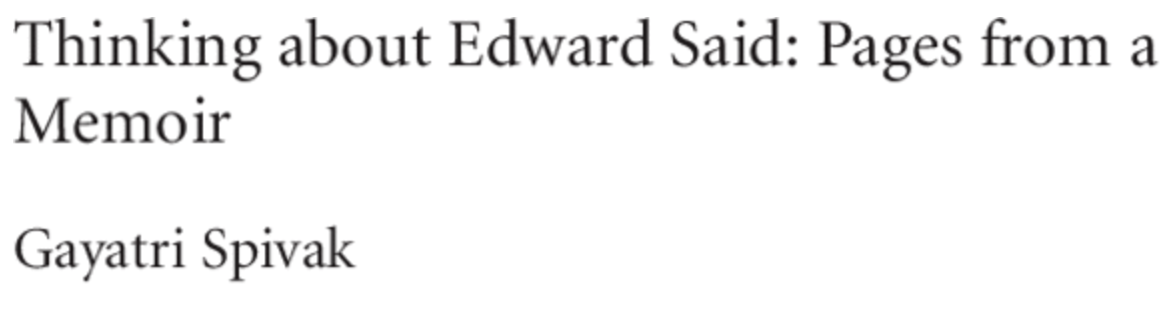 Thinking about Edward Said: Pages from a
Memoir
Gayatri Spivak